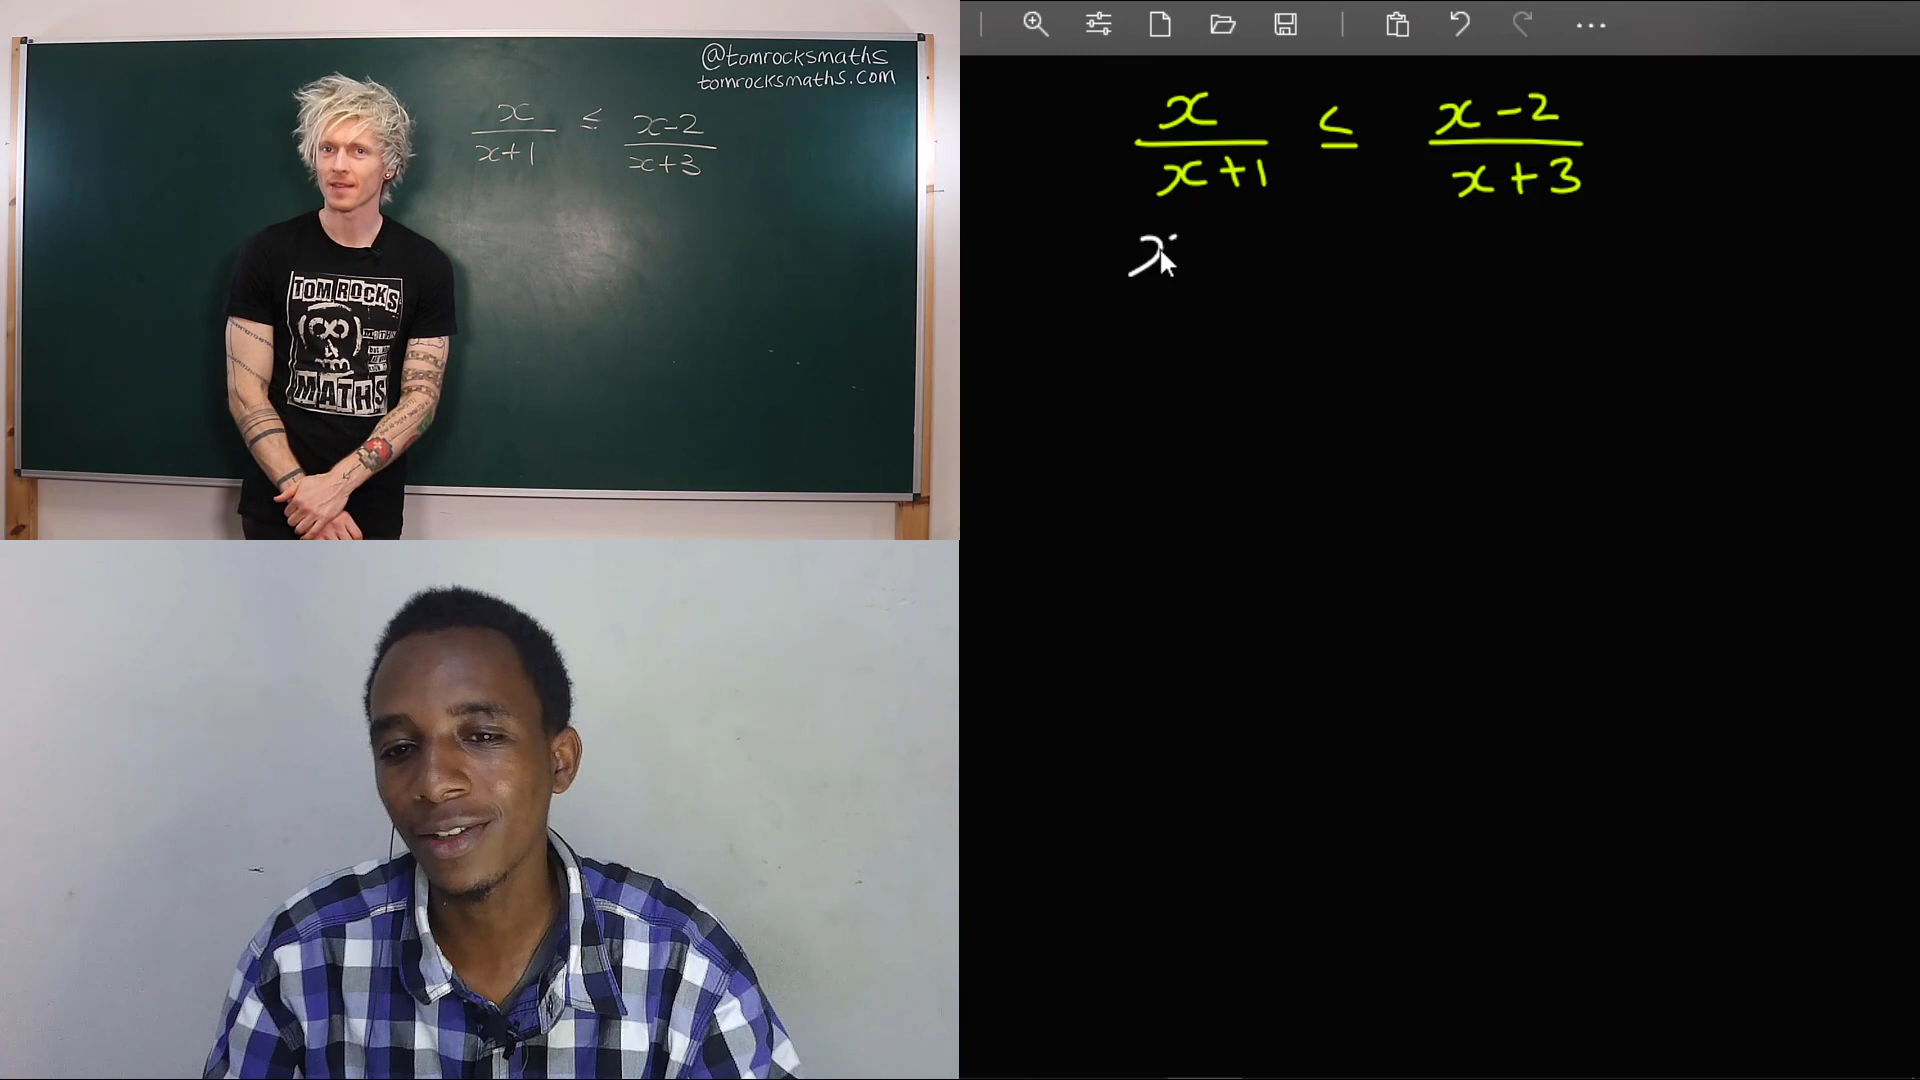 @tomrocksmaths
tomrocksmaths.com
x/(x+1) ≤ (x-2)/(x+3)
TOM ROCKS
MATHS
x/(x+1) ≤ (x-2)/(x+3)
x